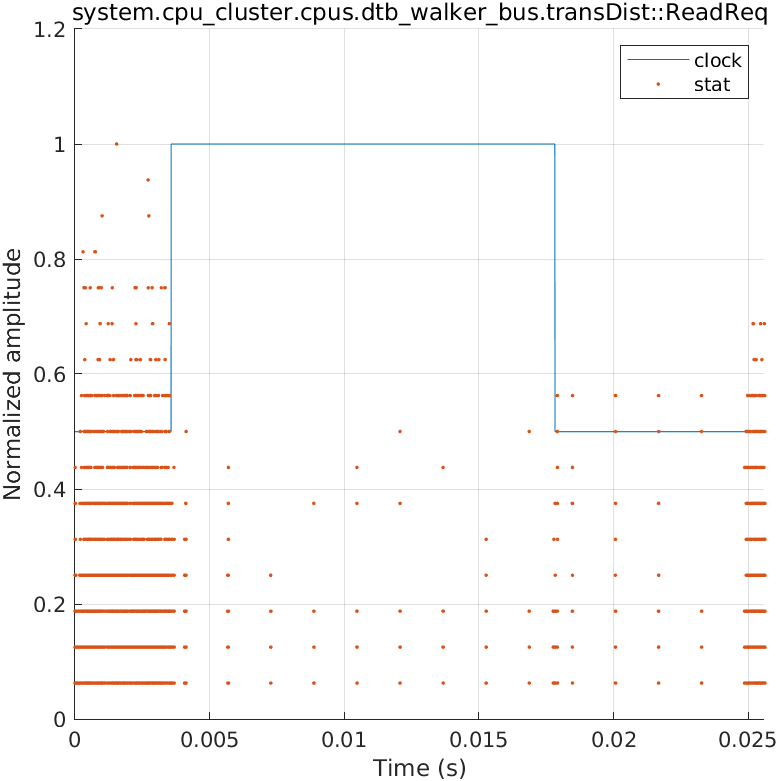 system.cpu_cluster.cpus.dtb_walker_bus.transDist::ReadReq
1.2
clock
stat
1
0.8
0.6
0.4
0.2
0
Normalized amplitude
0
0.005
0.01
0.015
0.02
0.025
Time (s)